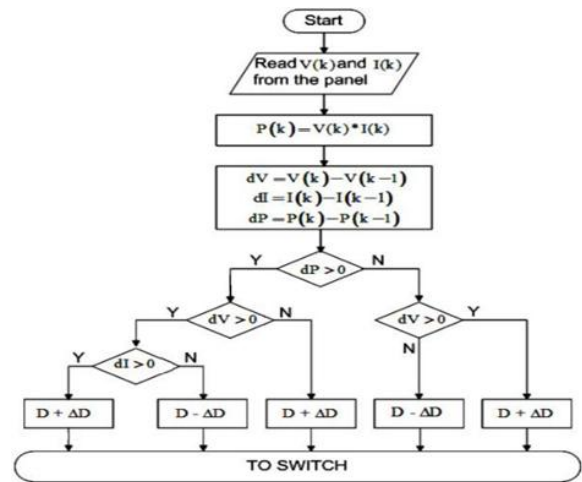 Start
Read V(k) and I(k)
from the panel
P(k)=V(k)*I(k)
dV =V(k)−V(k−1)
dI=I(k)−I(k−1)
dP=P(k)−P(k−1)
Y
dP>0
N
Y
dV>0
N
dV>0
Y
N
Y
dI>0
N
D + ΔD
D - ΔD
D + ΔD
D - ΔD
D + ΔD
TO SWITCH